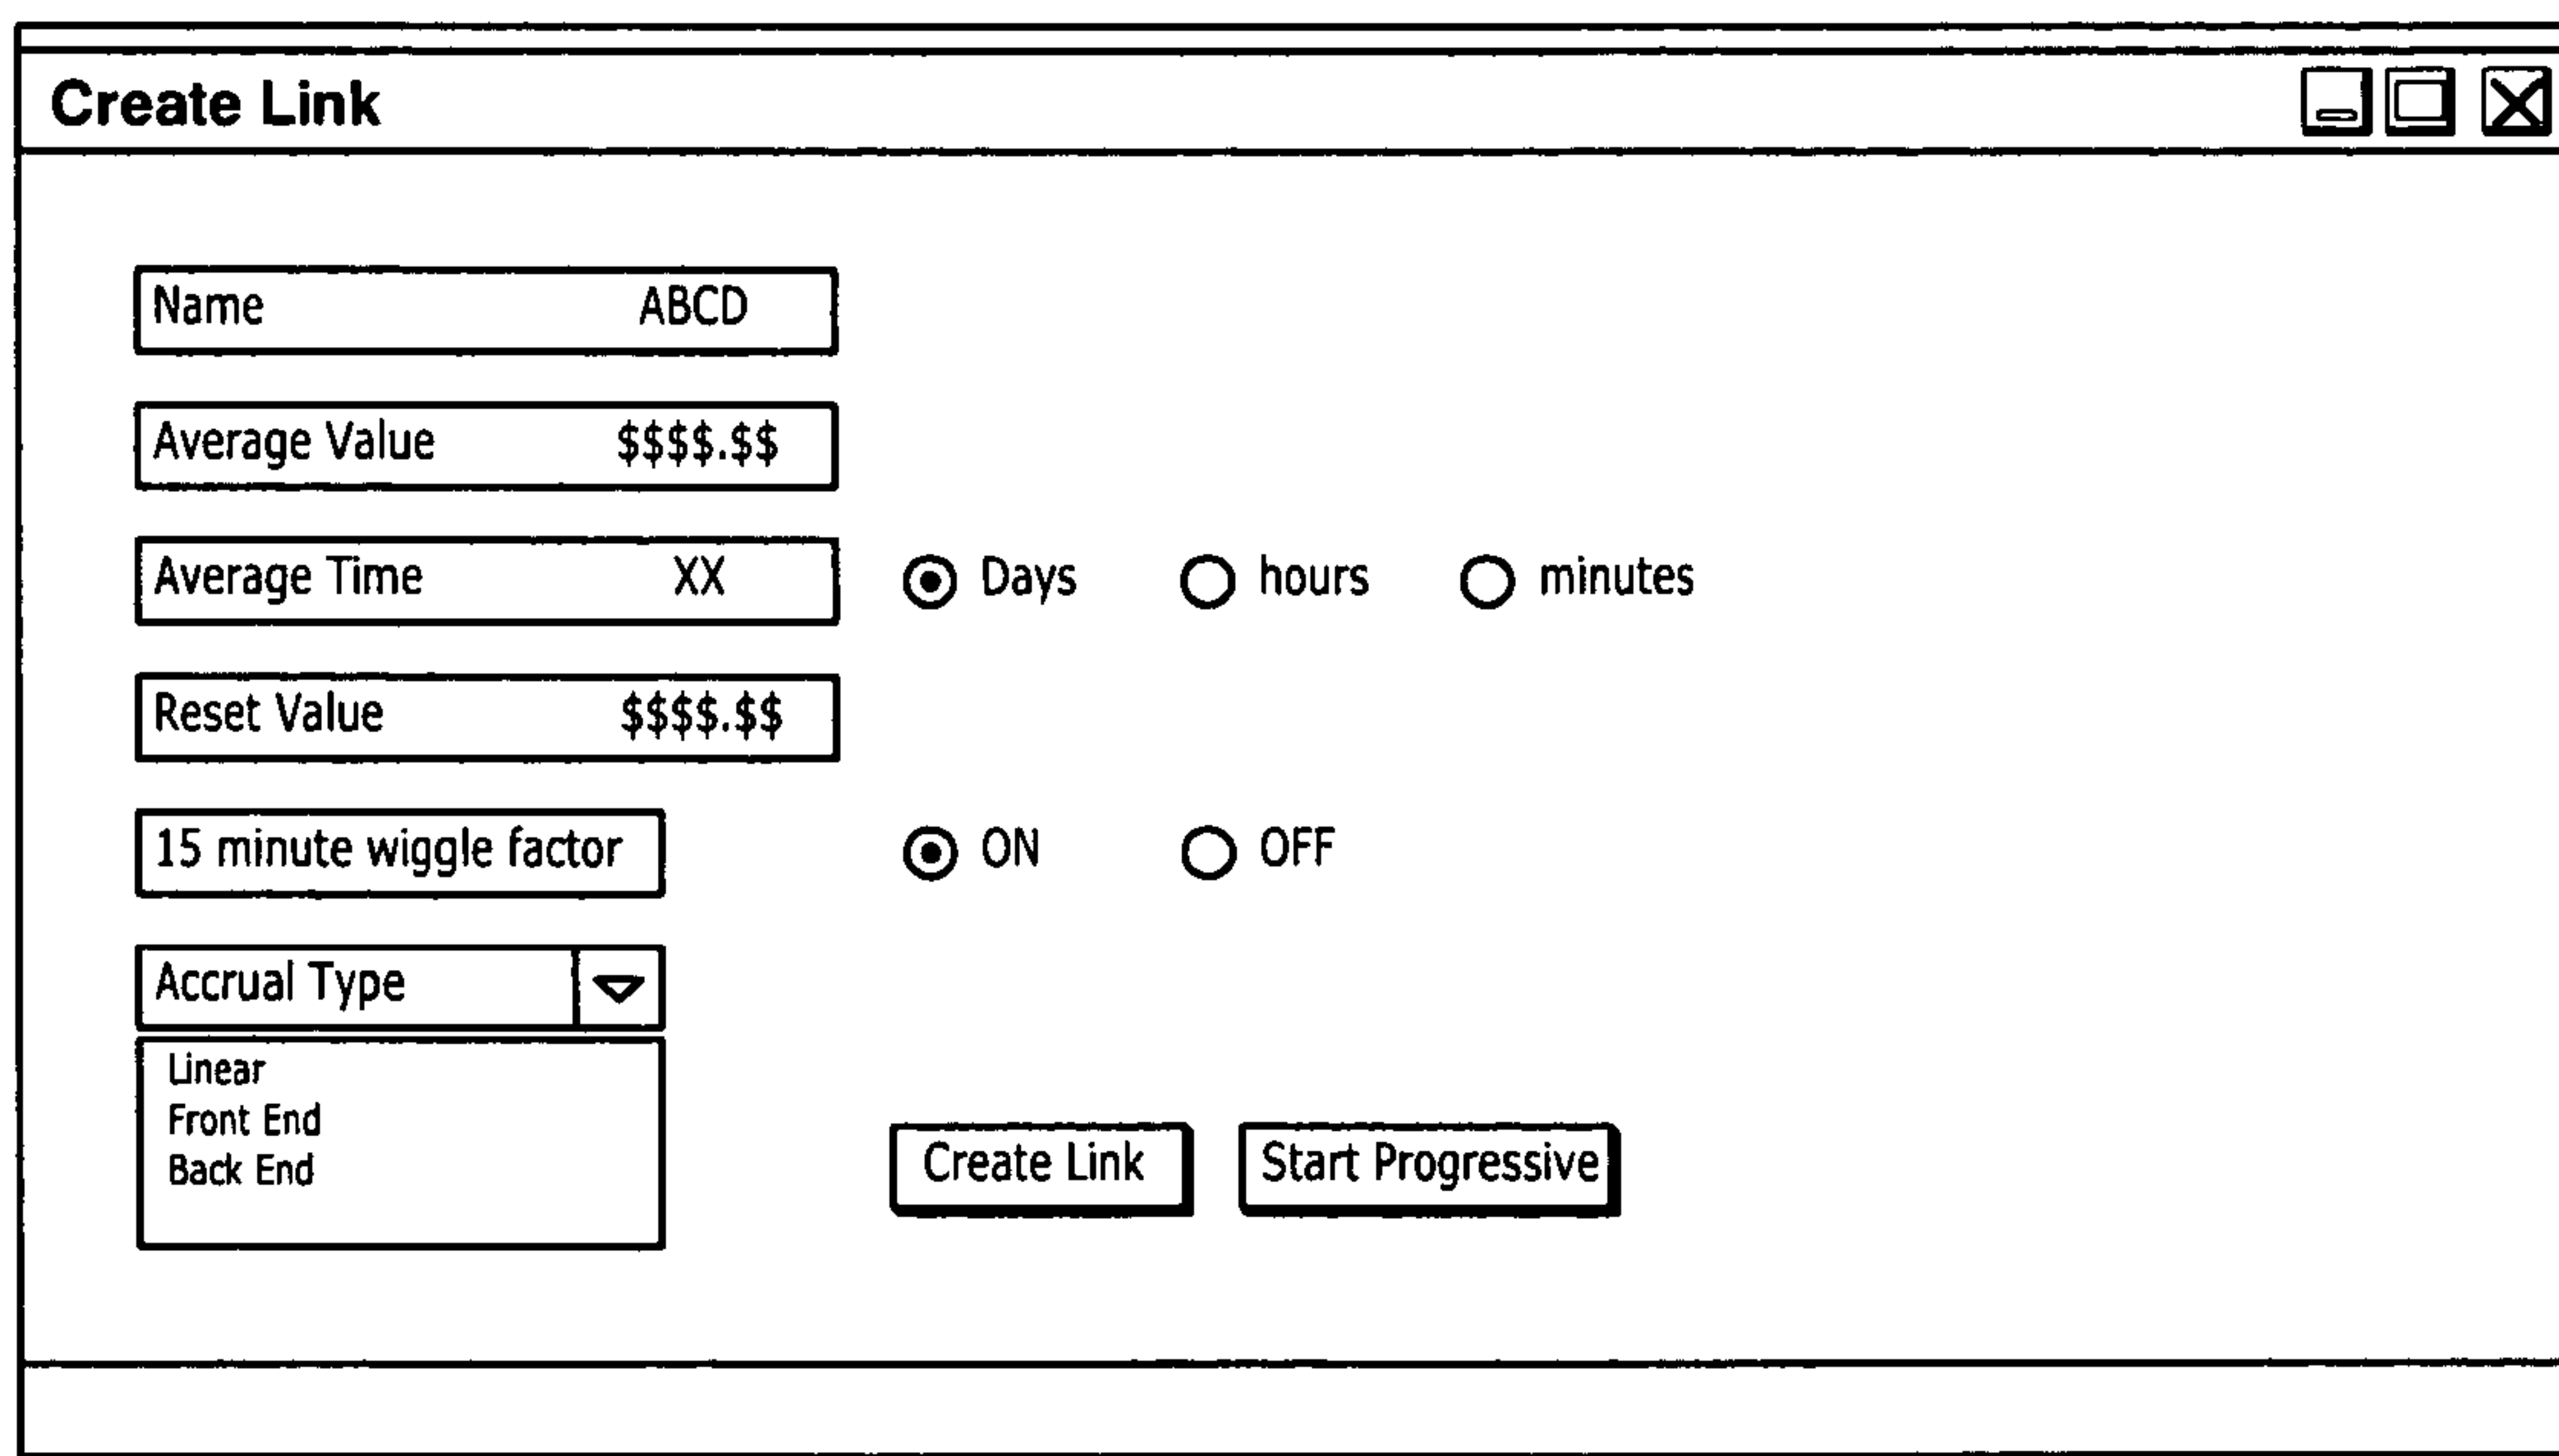 Create Link
Name ABCD
Average Value $$$$.$$
Average Time XX Days hours minutes
Reset Value $$$$.$$
15 minute wiggle factor ON OFF
Accrual Type
Linear
Front End
Back End
Create Link Start Progressive